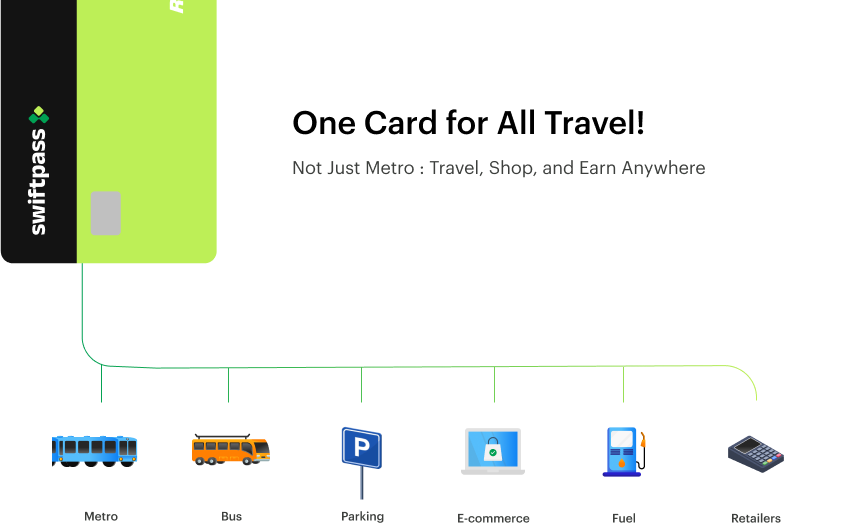 swiftpass
One Card for All Travel!
Not Just Metro : Travel, Shop, and Earn Anywhere
P
Metro
Bus
Parking
E-commerce
Fuel
Retailers